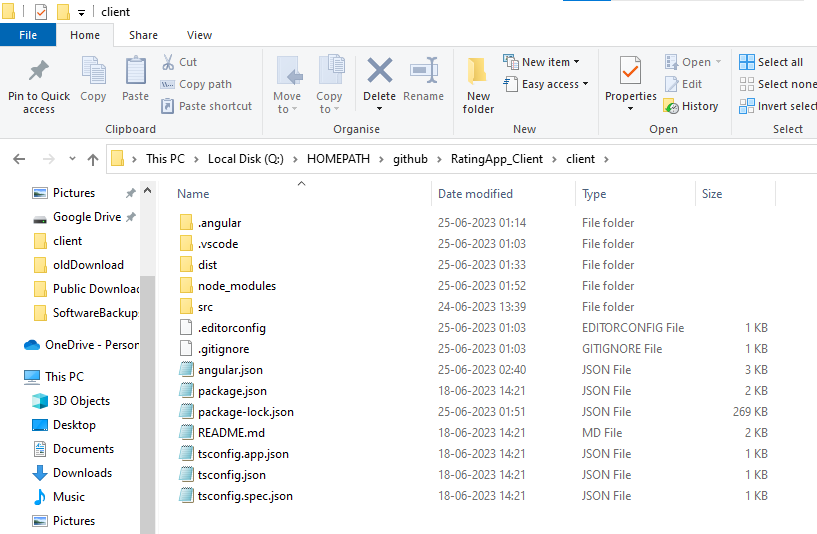 client
File Home Share View
Pin to Quick access
Copy
Paste
Cut
Copy path
Paste shortcut
Clipboard
Move to
Copy to
Delete
Rename
Organise
New folder
New item
Easy access
New
Properties
Open
Edit
History
Open
Select all
Select none
Invert selec
Select
This PC Local Disk (Q:) HOMEPATH github RatingApp_Client client
Pictures
Google Drive
client
oldDownload
Public Downloa
SoftwareBackup
OneDrive - Person
This PC
3D Objects
Desktop
Documents
Downloads
Music
Pictures
Name Date modified Type Size
.angular 25-06-2023 01:14 File folder
.vscode 25-06-2023 01:03 File folder
dist 25-06-2023 01:33 File folder
node_modules 25-06-2023 01:52 File folder
src 24-06-2023 13:39 File folder
.editorconfig 25-06-2023 01:03 EDITORCONFIG File 1 KB
.gitignore 25-06-2023 01:03 GITIGNORE File 1 KB
angular.json 25-06-2023 02:40 JSON File 3 KB
package.json 18-06-2023 14:21 JSON File 2 KB
package-lock.json 25-06-2023 01:51 JSON File 269 KB
README.md 18-06-2023 14:21 MD File 2 KB
tsconfig.app.json 18-06-2023 14:21 JSON File 1 KB
tsconfig.json 18-06-2023 14:21 JSON File 1 KB
tsconfig.spec.json 18-06-2023 14:21 JSON File 1 KB